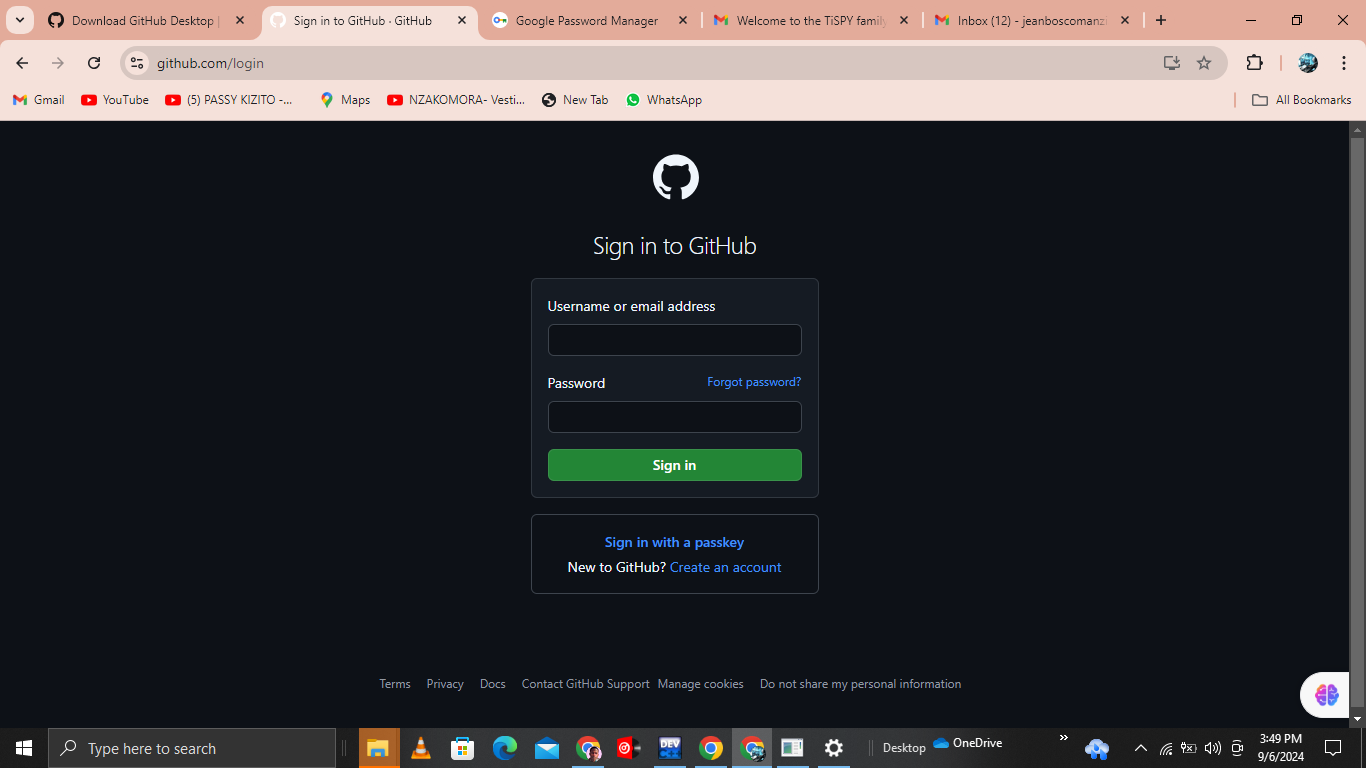 Download GitHub Desktop |
Sign in to GitHub · GitHub
Google Password Manager
Welcome to the TiSPY family
Inbox (12) - jeanboscomanzi
github.com/login
Gmail
YouTube
(5) PASSY KIZITO -...
Maps
NZAKOMORA- Vesti...
New Tab
WhatsApp
All Bookmarks
Sign in to GitHub
Username or email address
Password
Forgot password?
Sign in
Sign in with a passkey
New to GitHub? Create an account
Terms
Privacy
Docs
Contact GitHub Support
Manage cookies
Do not share my personal information
Type here to search
DEV
Desktop
OneDrive
3:49 PM
9/6/2024